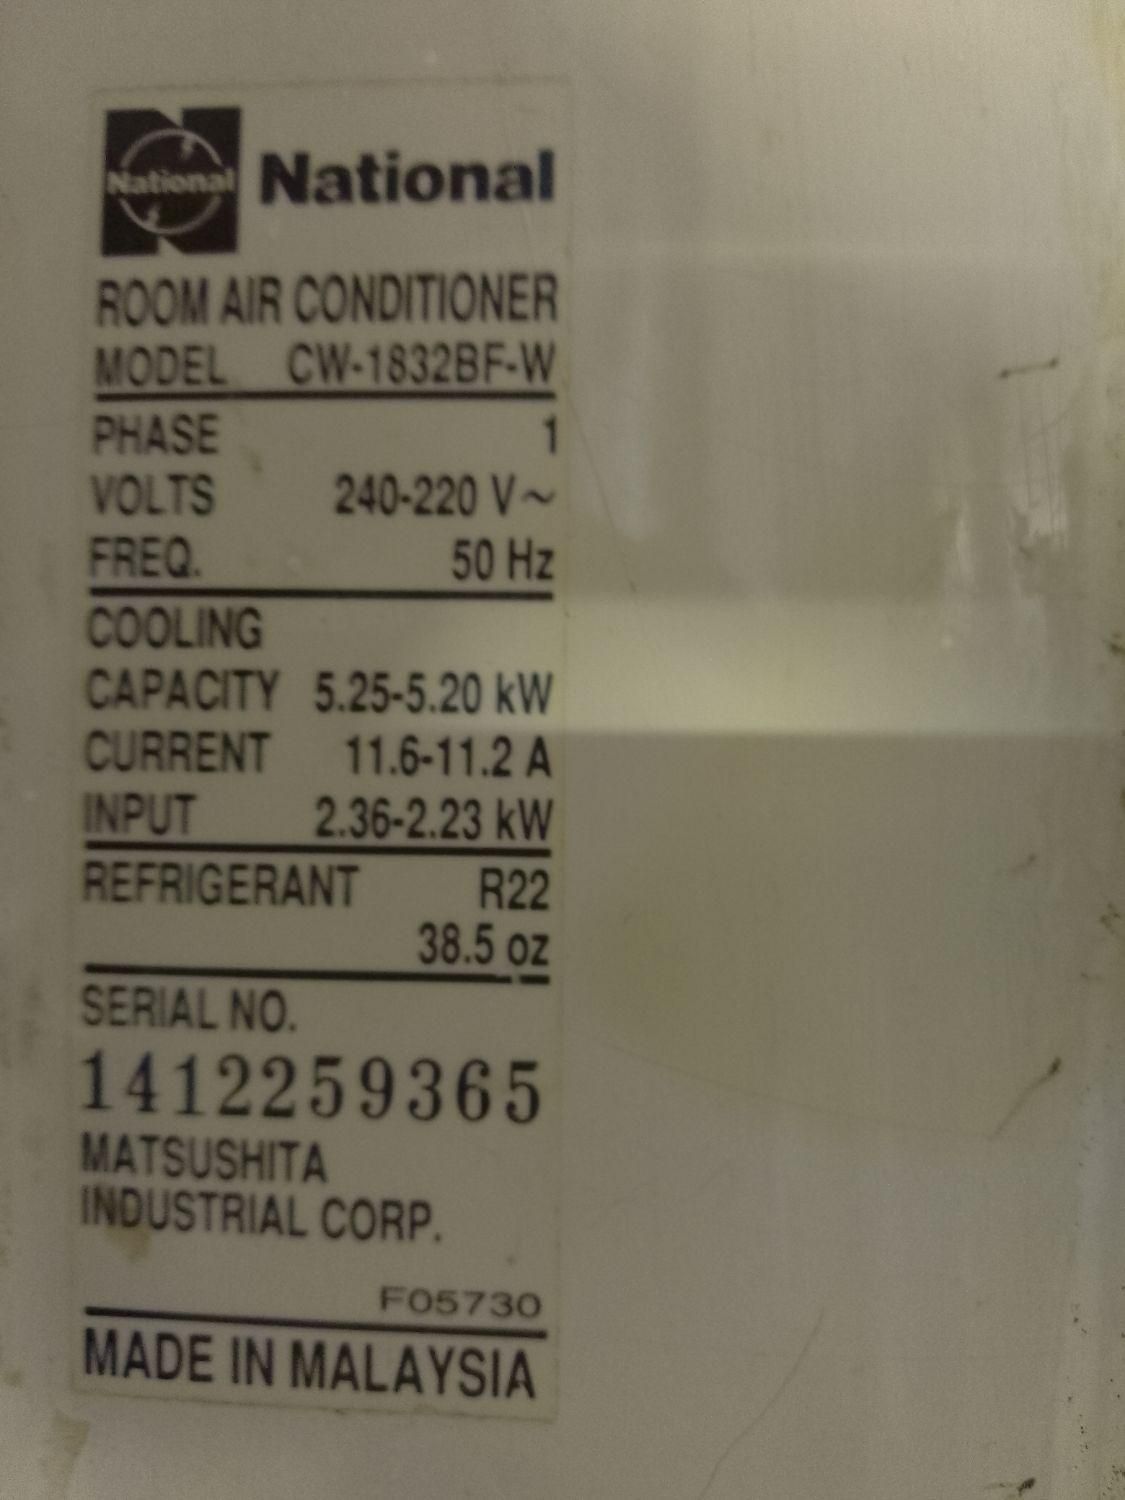 National
National
ROOM AIR CONDITIONER
MODEL CW-1832BF-W
PHASE 1
VOLTS 240-220 V~
FREQ. 50 Hz
COOLING
CAPACITY 5.25-5.20 kW
CURRENT 11.6-11.2 A
INPUT 2.36-2.23 kW
REFRIGERANT R22
38.5 oz
SERIAL NO.
1412259365
MATSUSHITA
INDUSTRIAL CORP.
F05730
MADE IN MALAYSIA